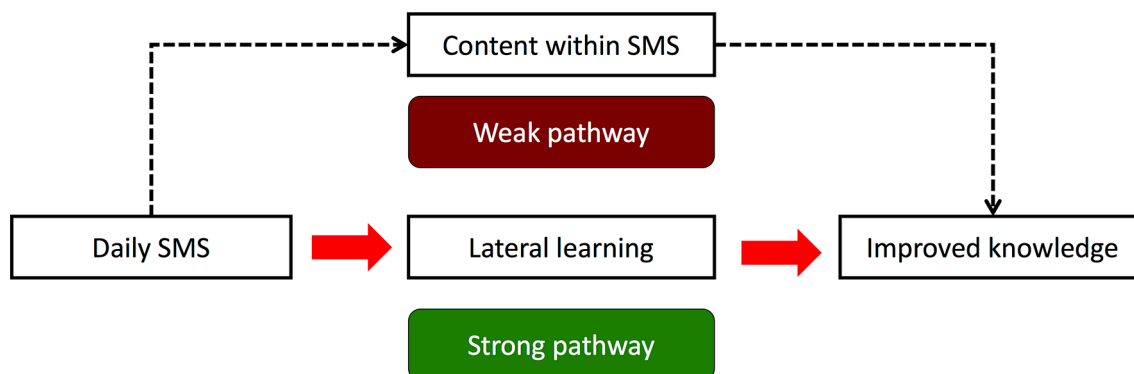 Content within SMS
Weak pathway
Daily SMS
Lateral learning
Improved knowledge
Strong pathway